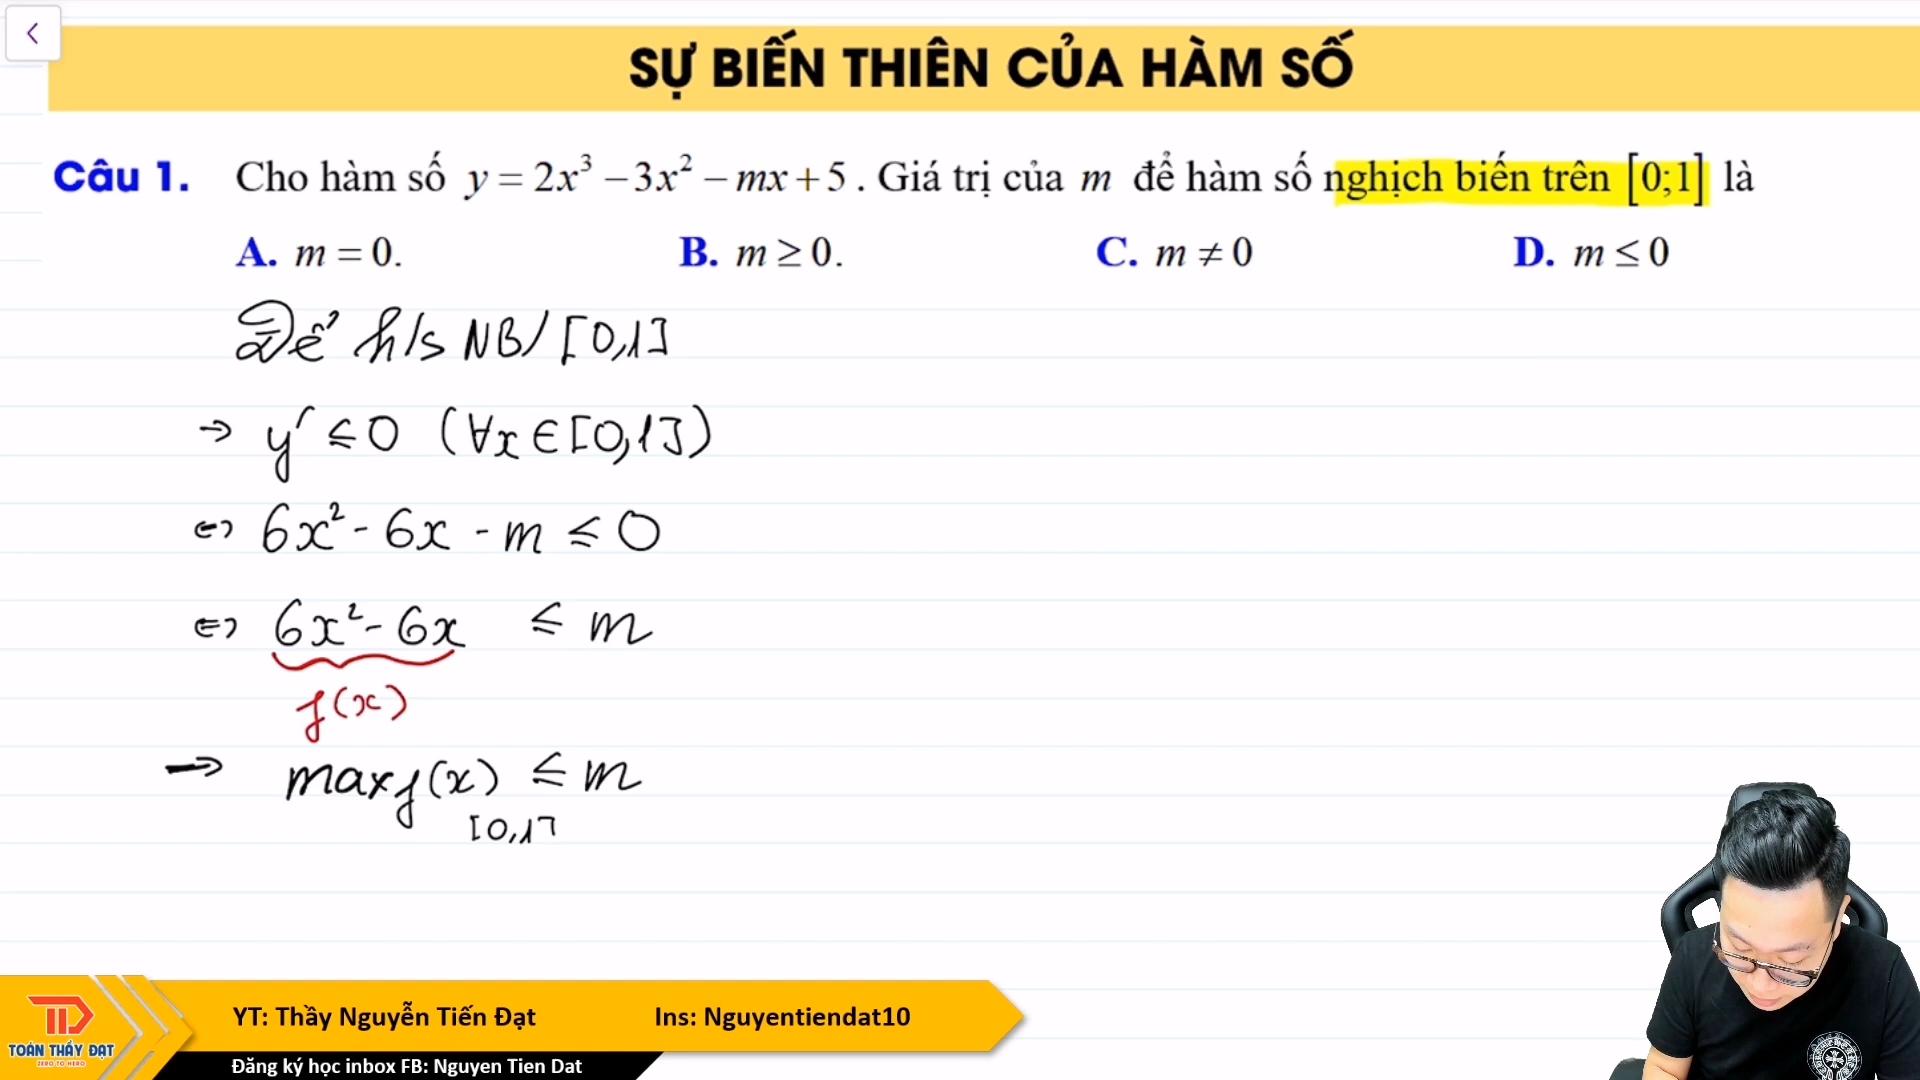 SỰ BIẾN THIÊN CỦA HÀM SỐ
Câu 1. Cho hàm số y = 2x³ − 3x² − mx + 5. Giá trị của m để hàm số nghịch biến trên [0;1] là
A. m = 0. B. m ≥ 0. C. m ≠ 0 D. m ≤ 0
Để h/s NB/[0,1]
→ y′ ≤ 0 (∀x ∈ [0,1])
⇔ 6x² - 6x - m ≤ 0
⇔ 6x² - 6x ≤ m
f(x)
→ max f(x) ≤ m
[0,1]
YT: Thầy Nguyễn Tiến Đạt Ins: Nguyentiendat10
TOÁN THẦY ĐẠT
ZERO TO HERO
Đăng ký học inbox FB: Nguyen Tien Dat